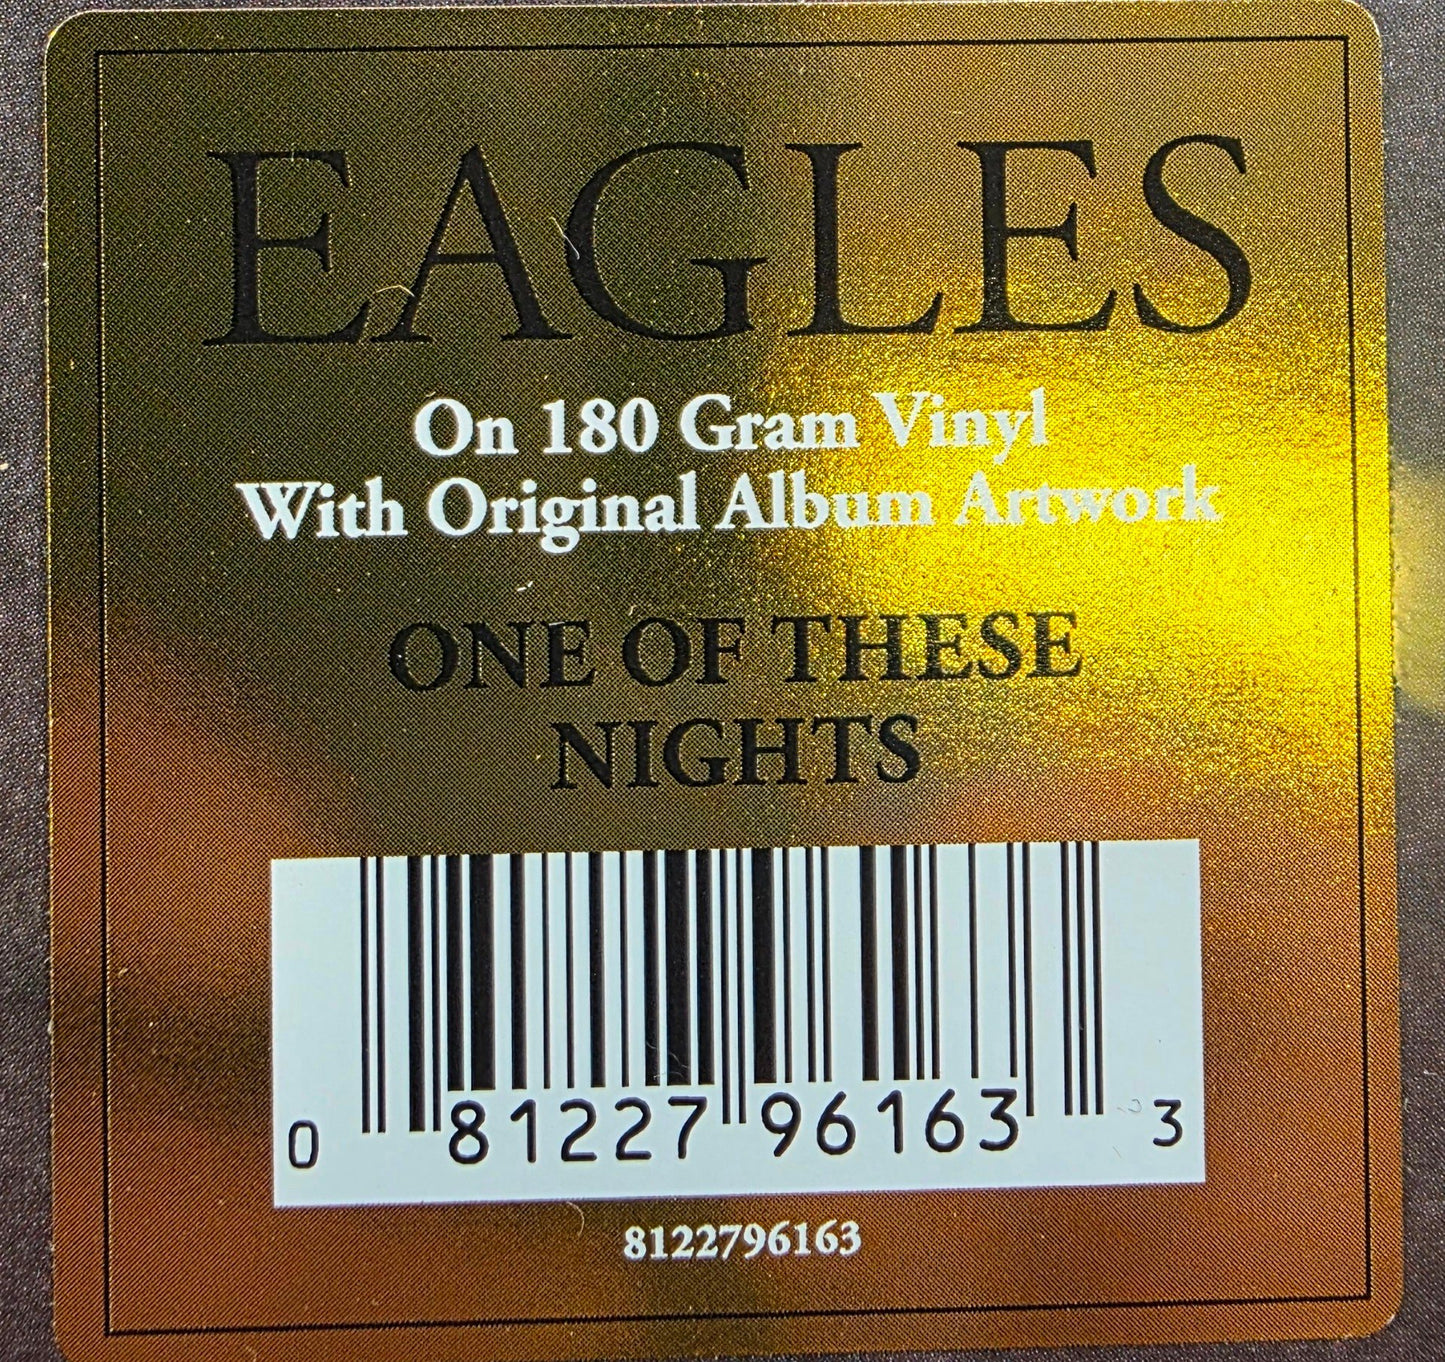 EAGLES
On 180 Gram Vinyl
With Original Album Artwork
ONE OF THESE
NIGHTS
0 81227 96163 3
8122796163